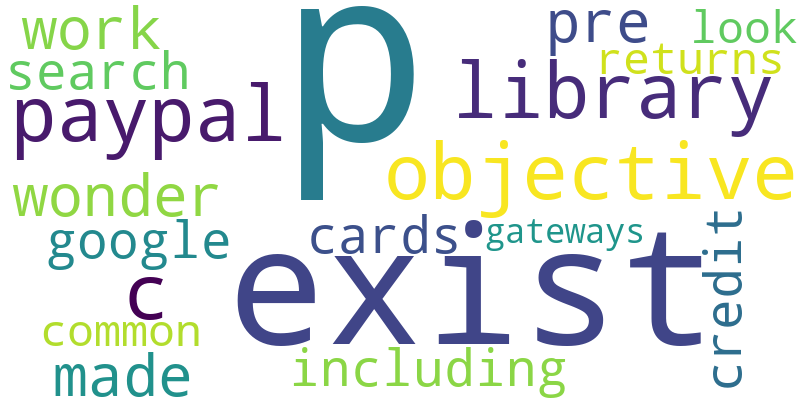 work
search
paypal
p
pre
look
returns
library
objective
wonder
google
cards
gateways
exist
c
common
made
including
credit